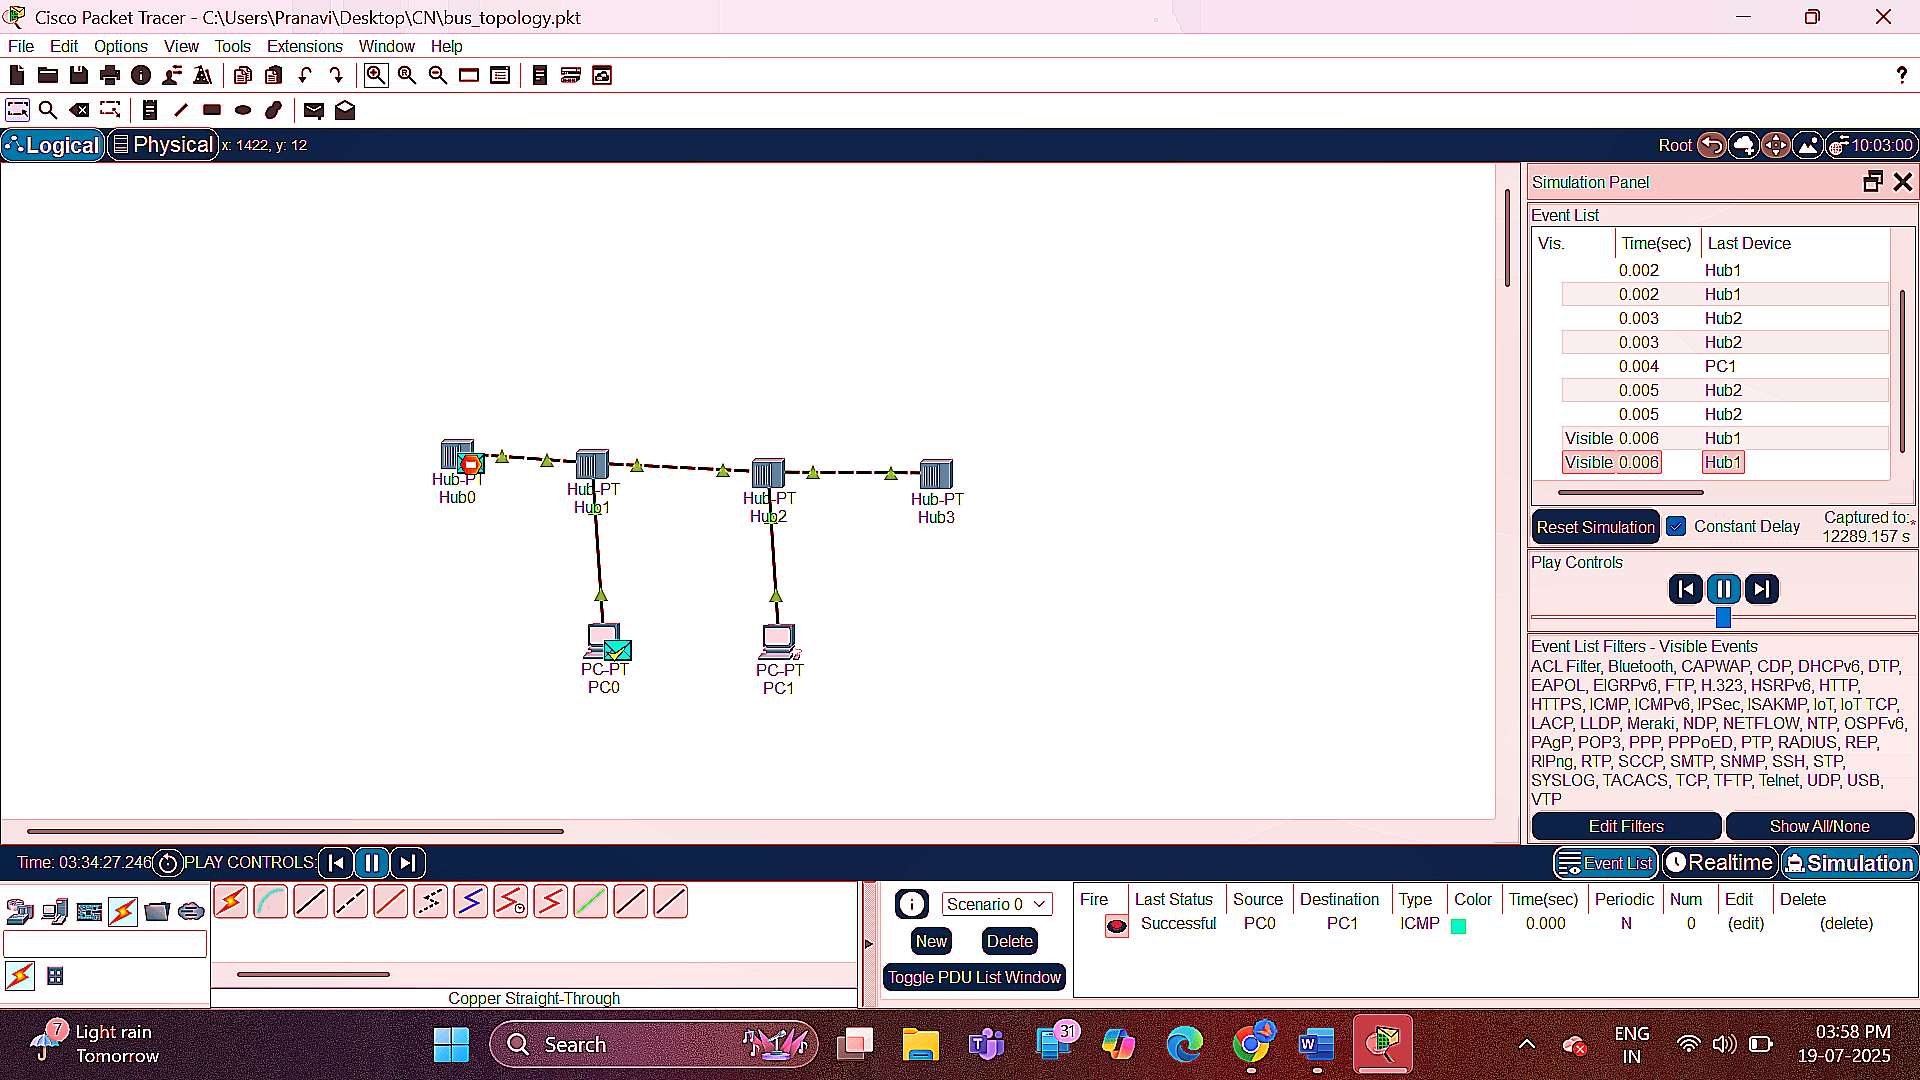 Cisco Packet Tracer - C:\Users\Pranavi\Desktop\CN\bus_topology.pkt
File Edit Options View Tools Extensions Window Help
?
Logical Physical x: 1422, y: 12 Root 10:03:00
Simulation Panel
Event List
Vis. Time(sec) Last Device
0.002 Hub1
0.002 Hub1
0.003 Hub2
0.003 Hub2
0.004 PC1
0.005 Hub2
0.005 Hub2
Visible 0.006 Hub1
Visible 0.006 Hub1
Reset Simulation Constant Delay Captured to:*
12289.157 s
Play Controls
Event List Filters - Visible Events
ACL Filter, Bluetooth, CAPWAP, CDP, DHCPv6, DTP,
EAPOL, EIGRPv6, FTP, H.323, HSRPv6, HTTP,
HTTPS, ICMP, ICMPv6, IPSec, ISAKMP, IoT, IoT TCP,
LACP, LLDP, Meraki, NDP, NETFLOW, NTP, OSPFv6,
PAgP, POP3, PPP, PPPoED, PTP, RADIUS, REP,
RIPng, RTP, SCCP, SMTP, SNMP, SSH, STP,
SYSLOG, TACACS, TCP, TFTP, Telnet, UDP, USB,
VTP
Edit Filters Show All/None
Hub-PT
Hub0
Hub-PT
Hub1
Hub-PT
Hub2
Hub-PT
Hub3
PC-PT
PC0
PC-PT
PC1
Time: 03:34:27.246 PLAY CONTROLS: Event List Realtime Simulation
Copper Straight-Through
Scenario 0
New Delete
Toggle PDU List Window
Fire Last Status Source Destination Type Color Time(sec) Periodic Num Edit Delete
Successful PC0 PC1 ICMP 0.000 N 0 (edit) (delete)
7
Light rain
Tomorrow
Search
31
ENG
IN
03:58 PM
19-07-2025